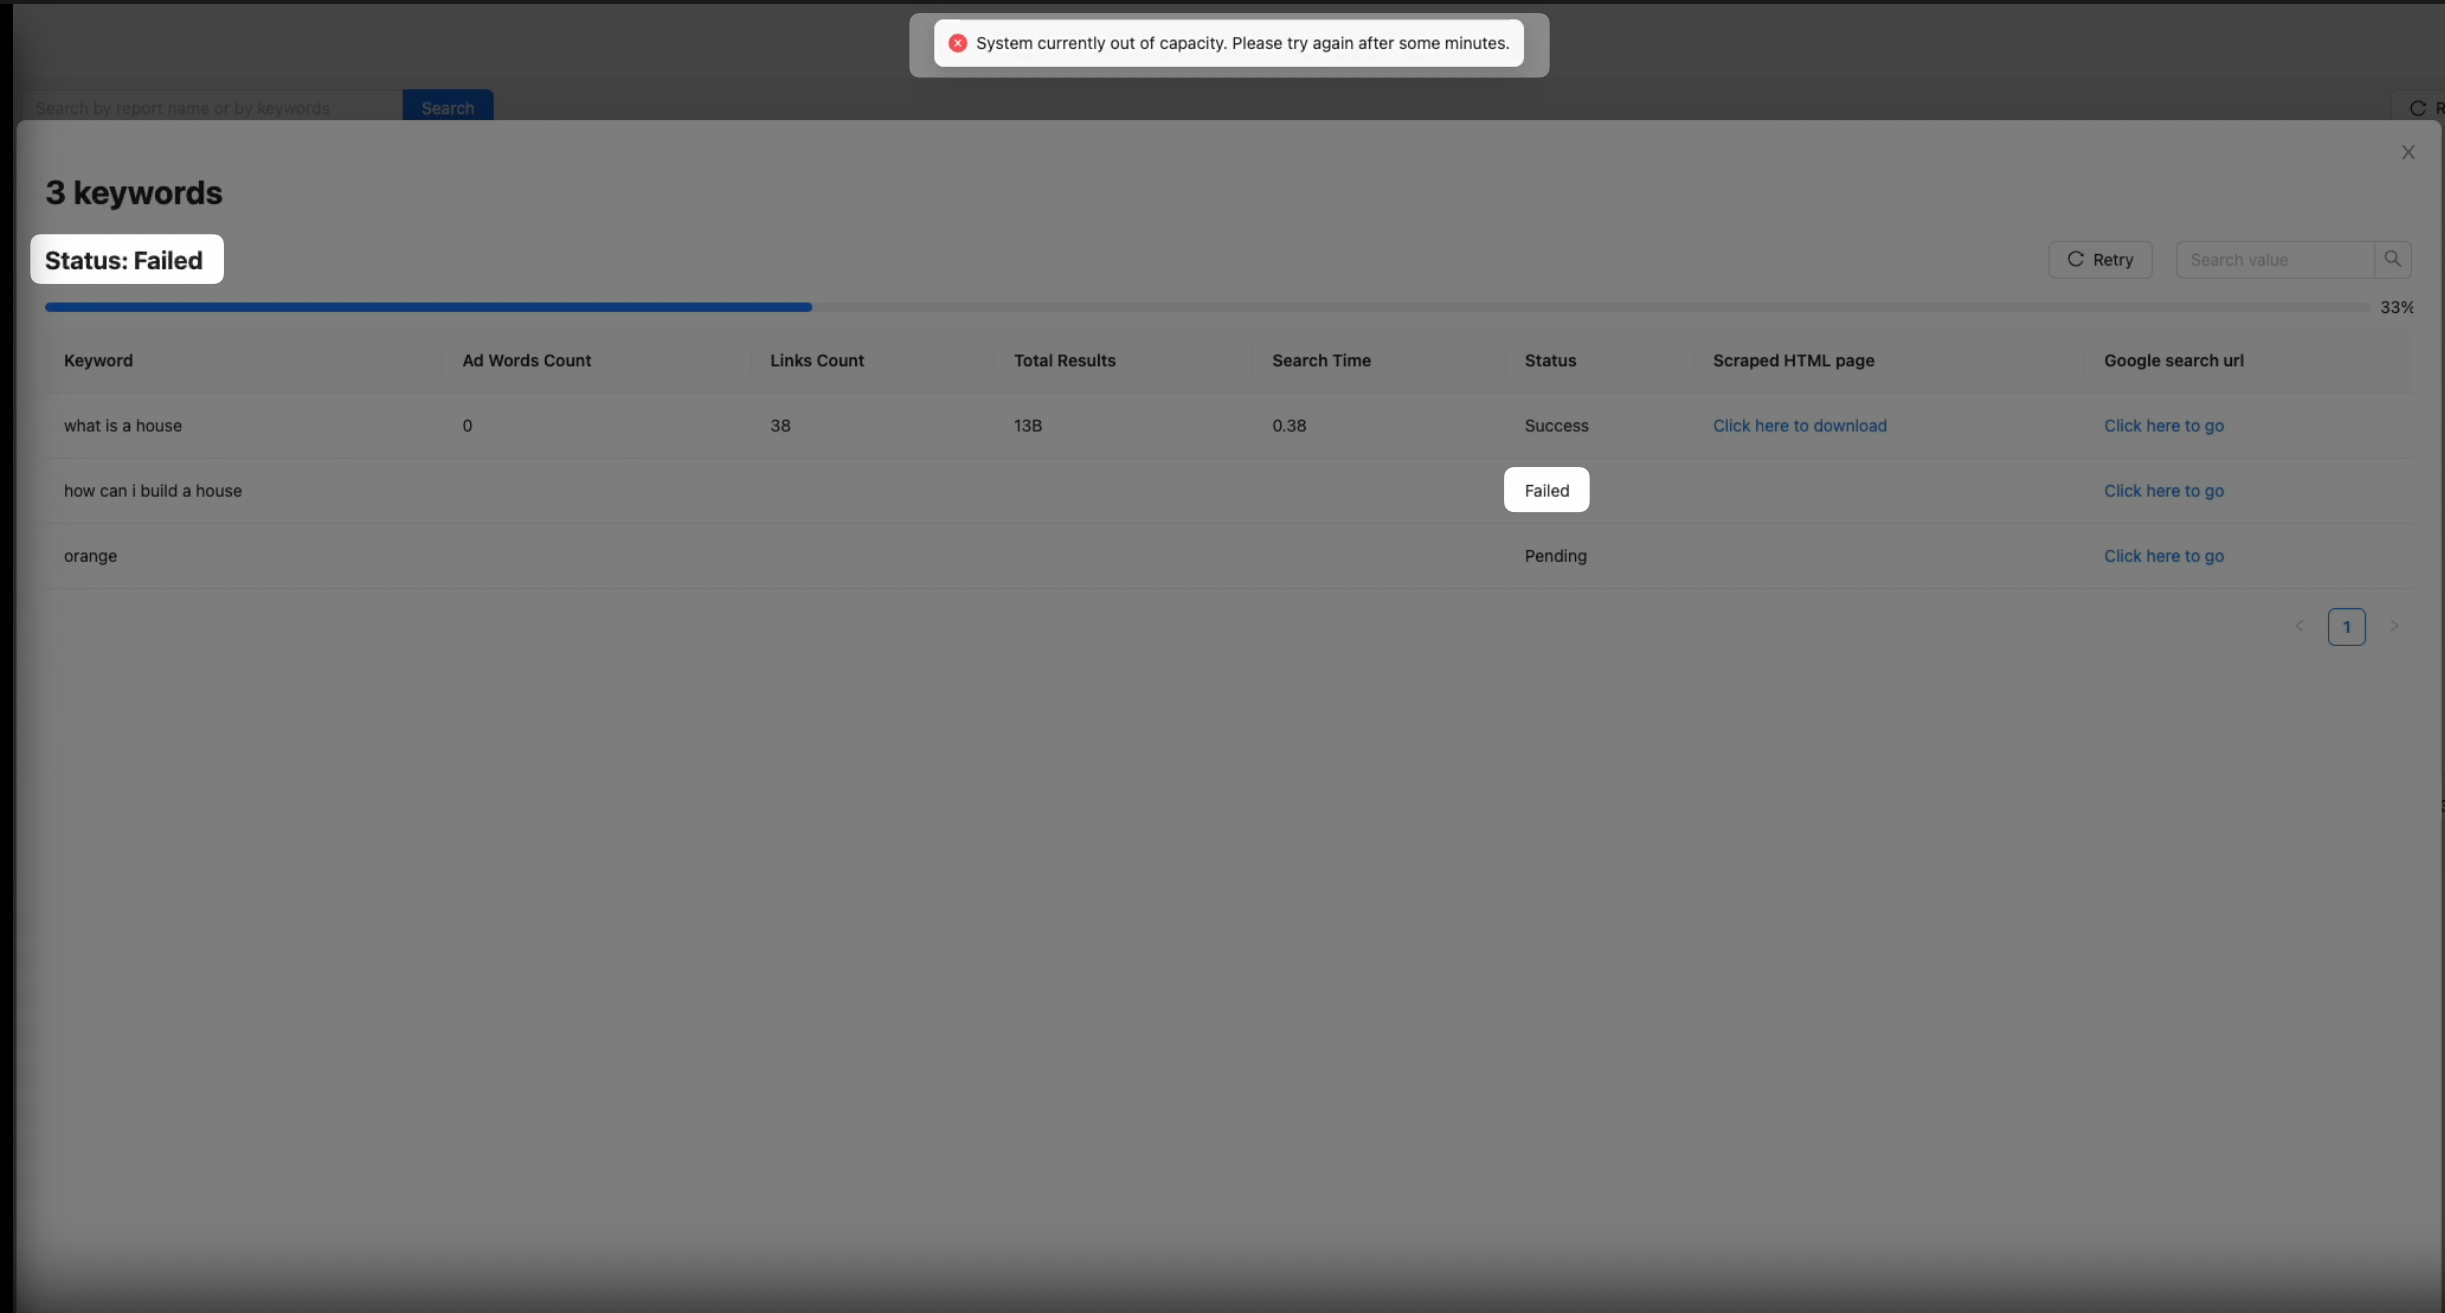 System currently out of capacity. Please try again after some minutes.
Search by report name or by keywords Search
3 keywords
Status: Failed Retry Search value
33%
Keyword Ad Words Count Links Count Total Results Search Time Status Scraped HTML page Google search url
what is a house 0 38 13B 0.38 Success Click here to download Click here to go
how can i build a house Failed Click here to go
orange Pending Click here to go
1